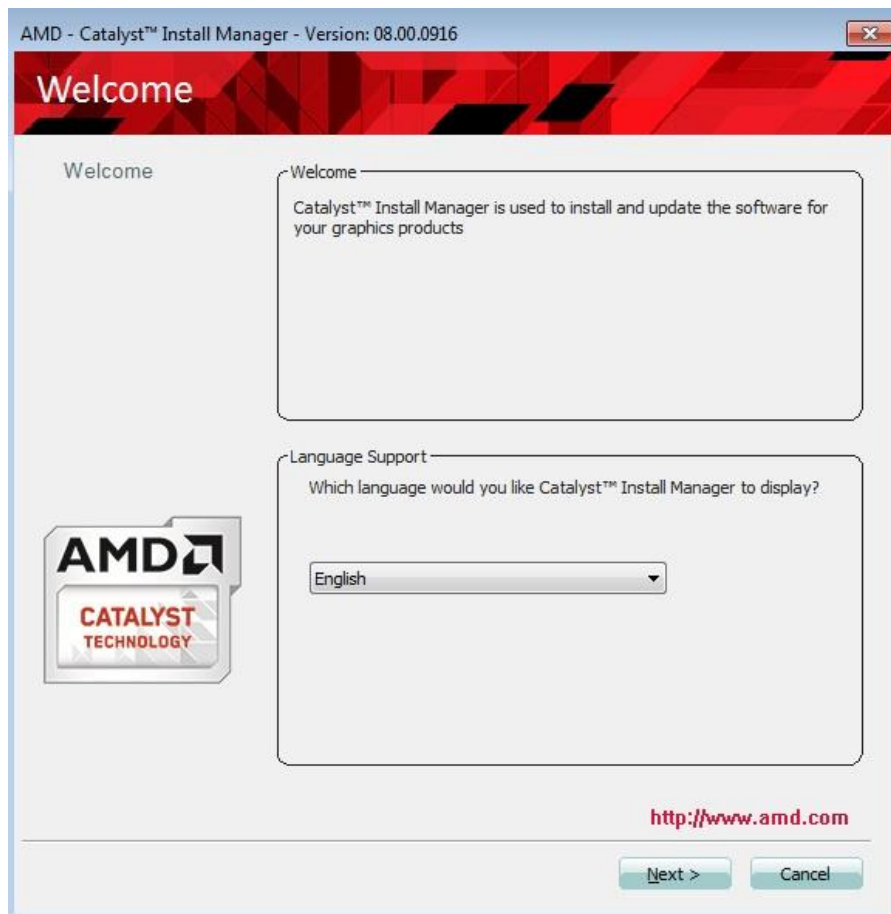 AMD - Catalyst™ Install Manager - Version: 08.00.0916
Welcome
Welcome
Welcome
Catalyst™ Install Manager is used to install and update the software for
your graphics products
Language Support
Which language would you like Catalyst™ Install Manager to display?
English
AMD
CATALYST
TECHNOLOGY
http://www.amd.com
Next >
Cancel